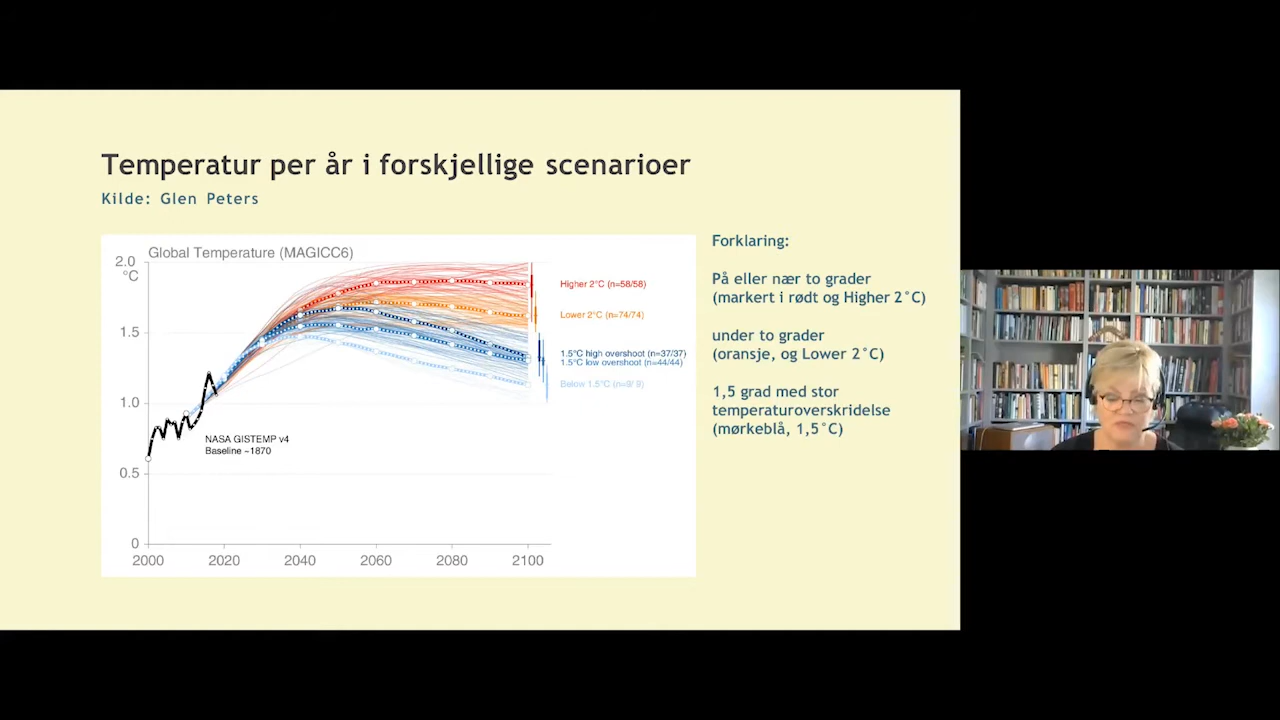 Temperatur per år i forskjellige scenarioer
Kilde: Glen Peters
Global Temperature (MAGICC6)
2.0
°C
1.5
1.0
0.5
0
2000
2020
2040
2060
2080
2100
NASA GISTEMP v4
Baseline ~1870
Higher 2°C (n=58/58)
Lower 2°C (n=74/74)
1.5°C high overshoot (n=37/37)
1.5°C low overshoot (n=44/44)
Below 1.5°C (n=9/ 9)
Forklaring:
På eller nær to grader
(markert i rødt og Higher 2˚C)
under to grader
(oransje, og Lower 2˚C)
1,5 grad med stor
temperaturoverskridelse
(mørkeblå, 1,5˚C)